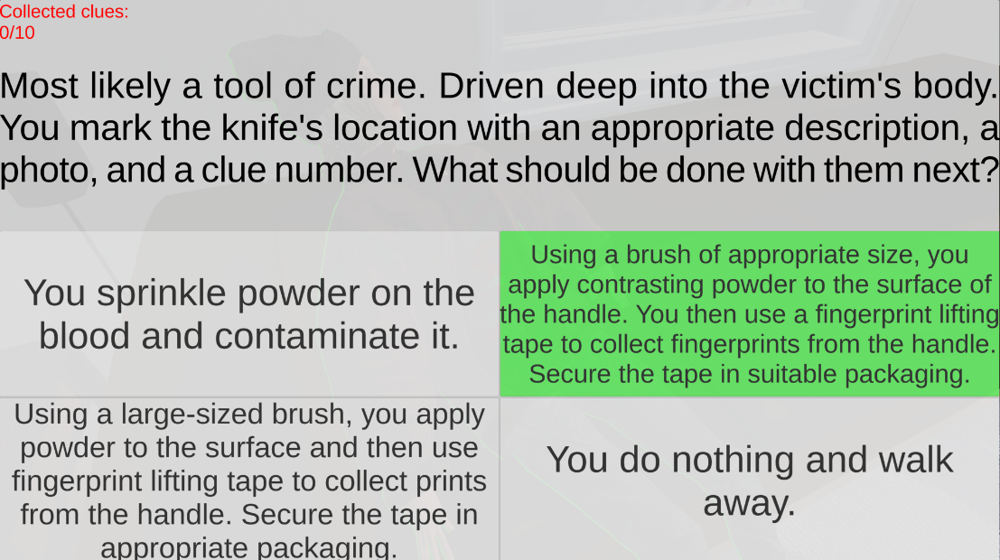 Collected clues:
0/10
Most likely a tool of crime. Driven deep into the victim's body.
You mark the knife's location with an appropriate description, a
photo, and a clue number. What should be done with them next?
You sprinkle powder on the
blood and contaminate it.
Using a brush of appropriate size, you
apply contrasting powder to the surface of
the handle. You then use a fingerprint lifting
tape to collect fingerprints from the handle.
Secure the tape in suitable packaging.
Using a large-sized brush, you apply
powder to the surface and then use
fingerprint lifting tape to collect prints
from the handle. Secure the tape in
appropriate packaging.
You do nothing and walk
away.